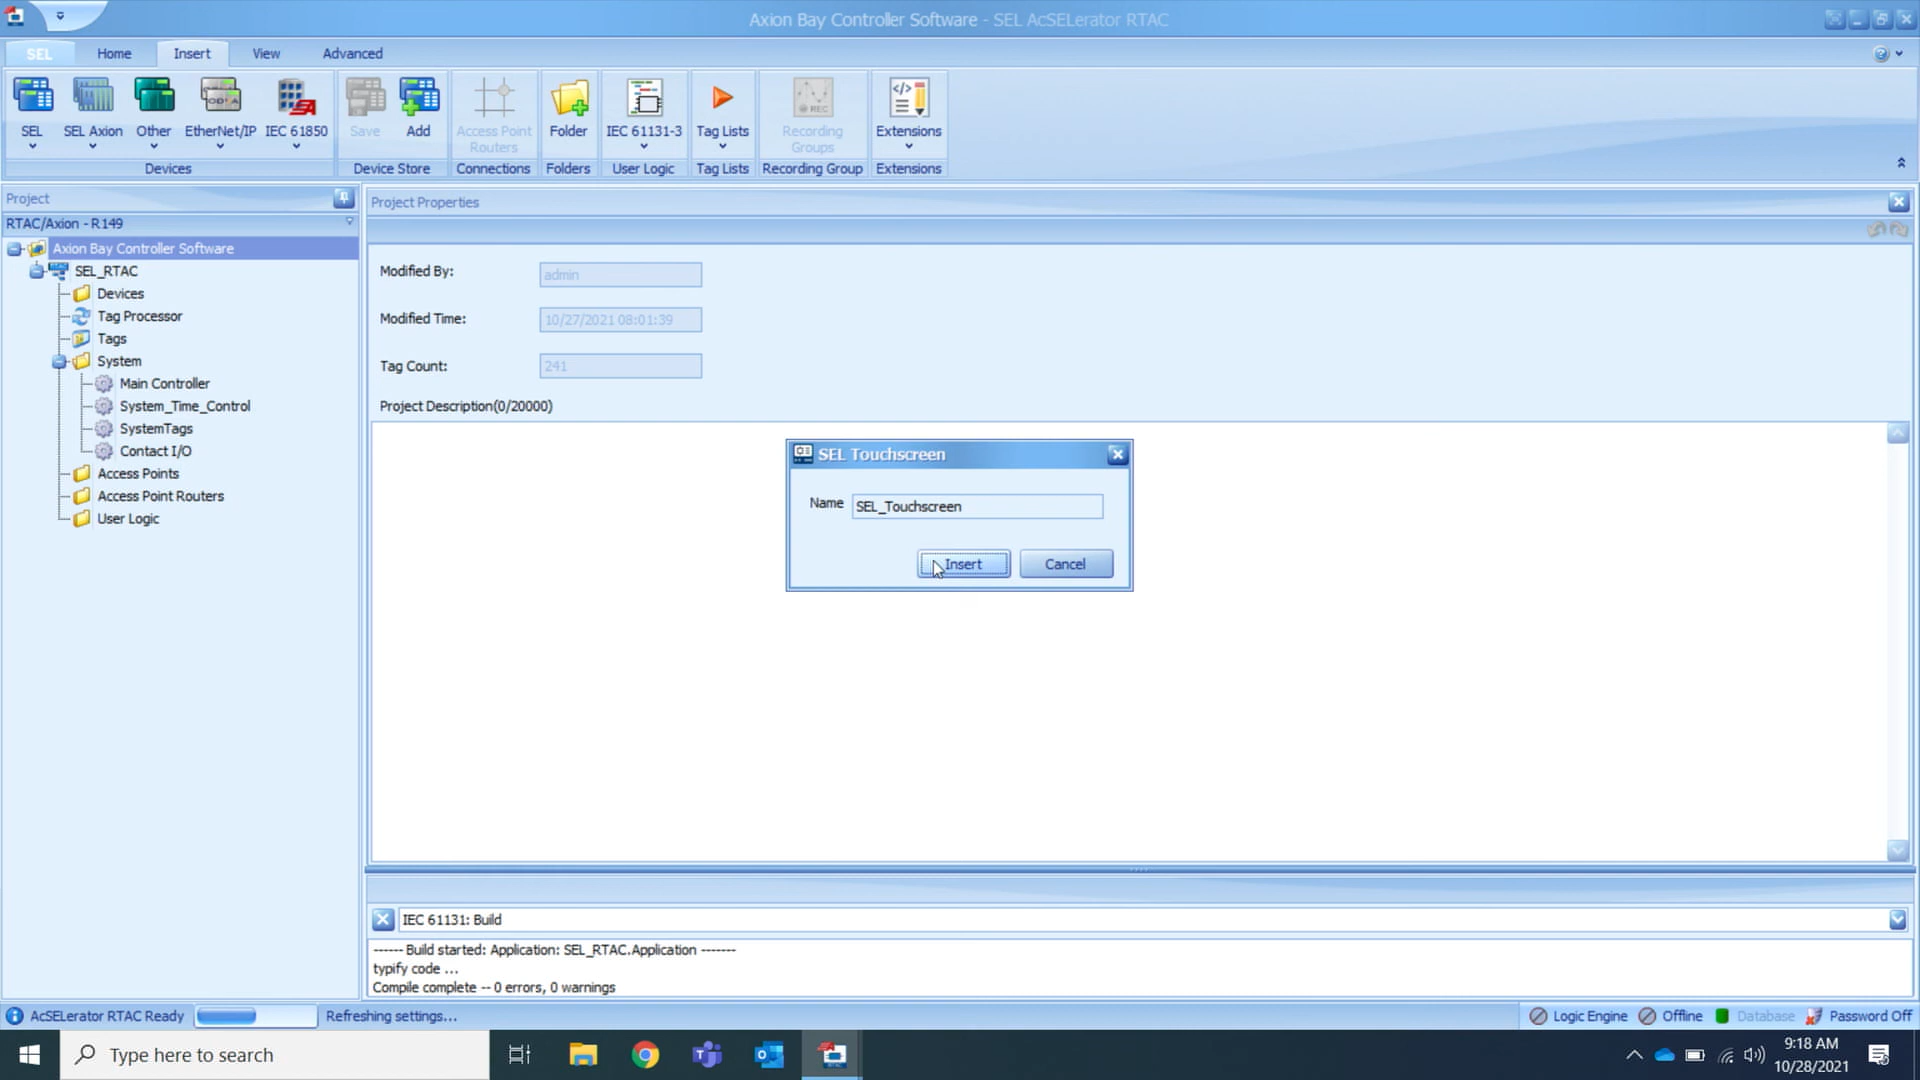 Axion Bay Controller Software - SEL AcSELerator RTAC
SEL Home Insert View Advanced
SEL SEL Axion Other EtherNet/IP IEC 61850 Save Add Access Point Routers Folder IEC 61131-3 Tag Lists Recording Groups Extensions
Devices Device Store Connections Folders User Logic Tag Lists Recording Group Extensions
Project
RTAC/Axion - R149
Axion Bay Controller Software
SEL_RTAC
Devices
Tag Processor
Tags
System
Main Controller
System_Time_Control
SystemTags
Contact I/O
Access Points
Access Point Routers
User Logic
Project Properties
Modified By: admin
Modified Time: 10/27/2021 08:01:39
Tag Count: 241
Project Description(0/20000)
SEL Touchscreen
Name SEL_Touchscreen
Insert Cancel
IEC 61131: Build
------ Build started: Application: SEL_RTAC.Application -------
typify code ...
Compile complete -- 0 errors, 0 warnings
AcSELerator RTAC Ready Refreshing settings... Logic Engine Offline Database Password Off
Type here to search
9:18 AM
10/28/2021